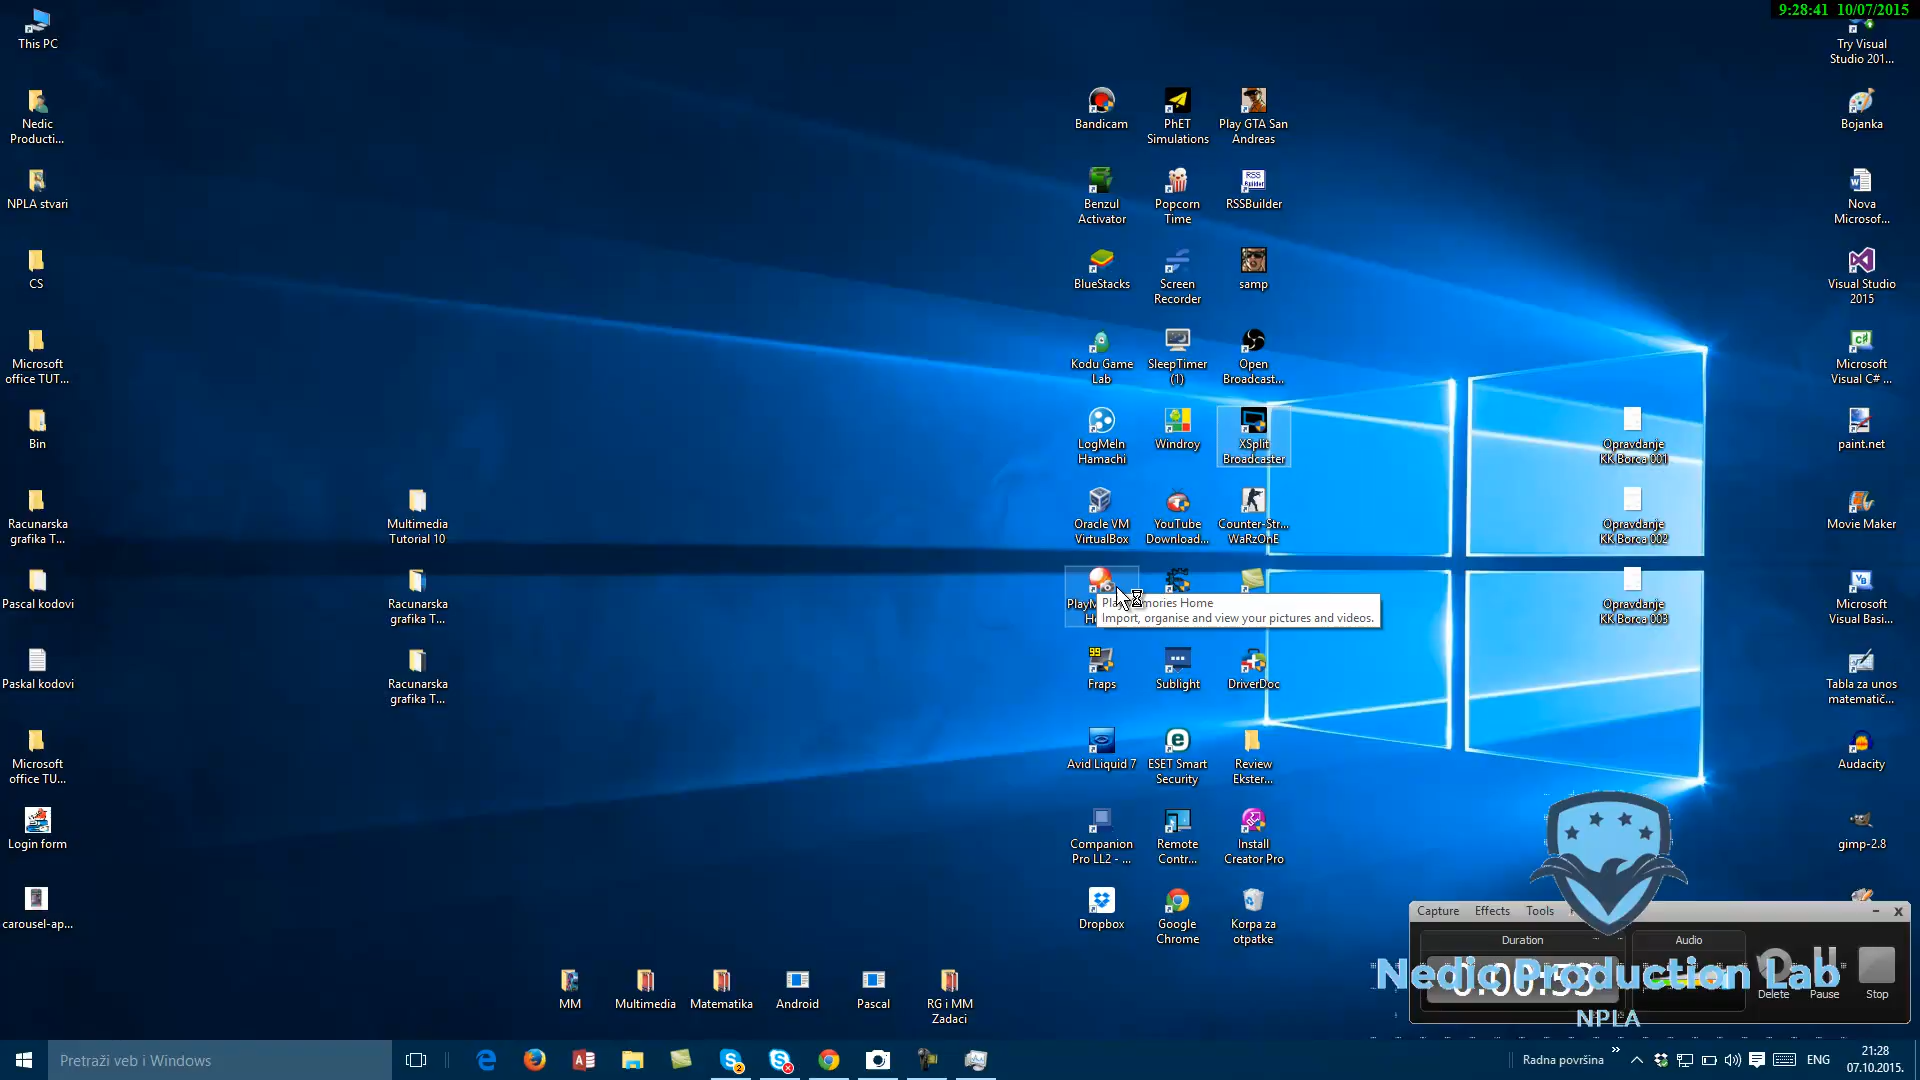 9:28:41 10/07/2015
This PC
Try Visual
Studio 201...
Nedic
Producti...
Bandicam
PhET
Simulations
Play GTA San
Andreas
Bojanka
NPLA stvari
Benzul
Activator
Popcorn
Time
RSSBuilder
Nova
Microsof...
CS
BlueStacks
Screen
Recorder
samp
Visual Studio
2015
Microsoft
office TUT...
Kodu Game
Lab
SleepTimer
(1)
Open
Broadcast...
Microsoft
Visual C# ...
Bin
LogMeIn
Hamachi
Windroy
XSplit
Broadcaster
Opravdanje
KK Borca 001
paint.net
Racunarska
grafika T...
Multimedia
Tutorial 10
Oracle VM
VirtualBox
YouTube
Download...
Counter-Str...
WaRzOnE
Opravdanje
KK Borca 002
Movie Maker
Pascal kodovi
Racunarska
grafika T...
PlayMemories Home
Import, organise and view your pictures and videos.
Opravdanje
KK Borca 003
Microsoft
Visual Basi...
Paskal kodovi
Racunarska
grafika T...
99
Fraps
Sublight
DriverDoc
Tabla za unos
matematič...
Microsoft
office TU...
Avid Liquid 7
ESET Smart
Security
Review
Ekster...
Audacity
Login form
Companion
Pro LL2 - ...
Remote
Contr...
Install
Creator Pro
gimp-2.8
carousel-ap...
Dropbox
Google
Chrome
Korpa za
otpatke
Capture Effects Tools
Duration
Audio
0:00:53
Delete
Pause
Stop
Nedic Production Lab
NPLA
MM
Multimedia
Matematika
Android
Pascal
RG i MM
Zadaci
Pretraži veb i Windows
2
Radna površina
ENG
21:28
07.10.2015.